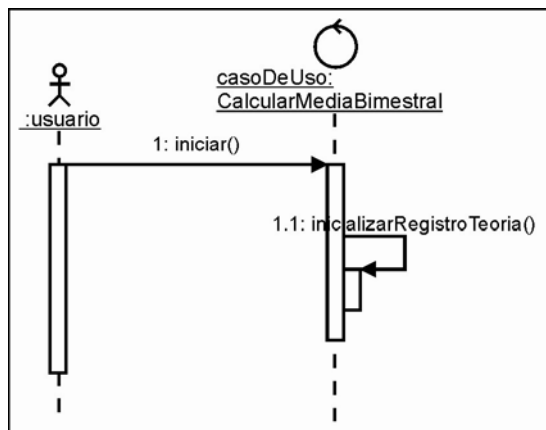 casoDeUso:
CalcularMediaBimestral
:usuario
1: iniciar()
1.1: inicializarRegistroTeoria()